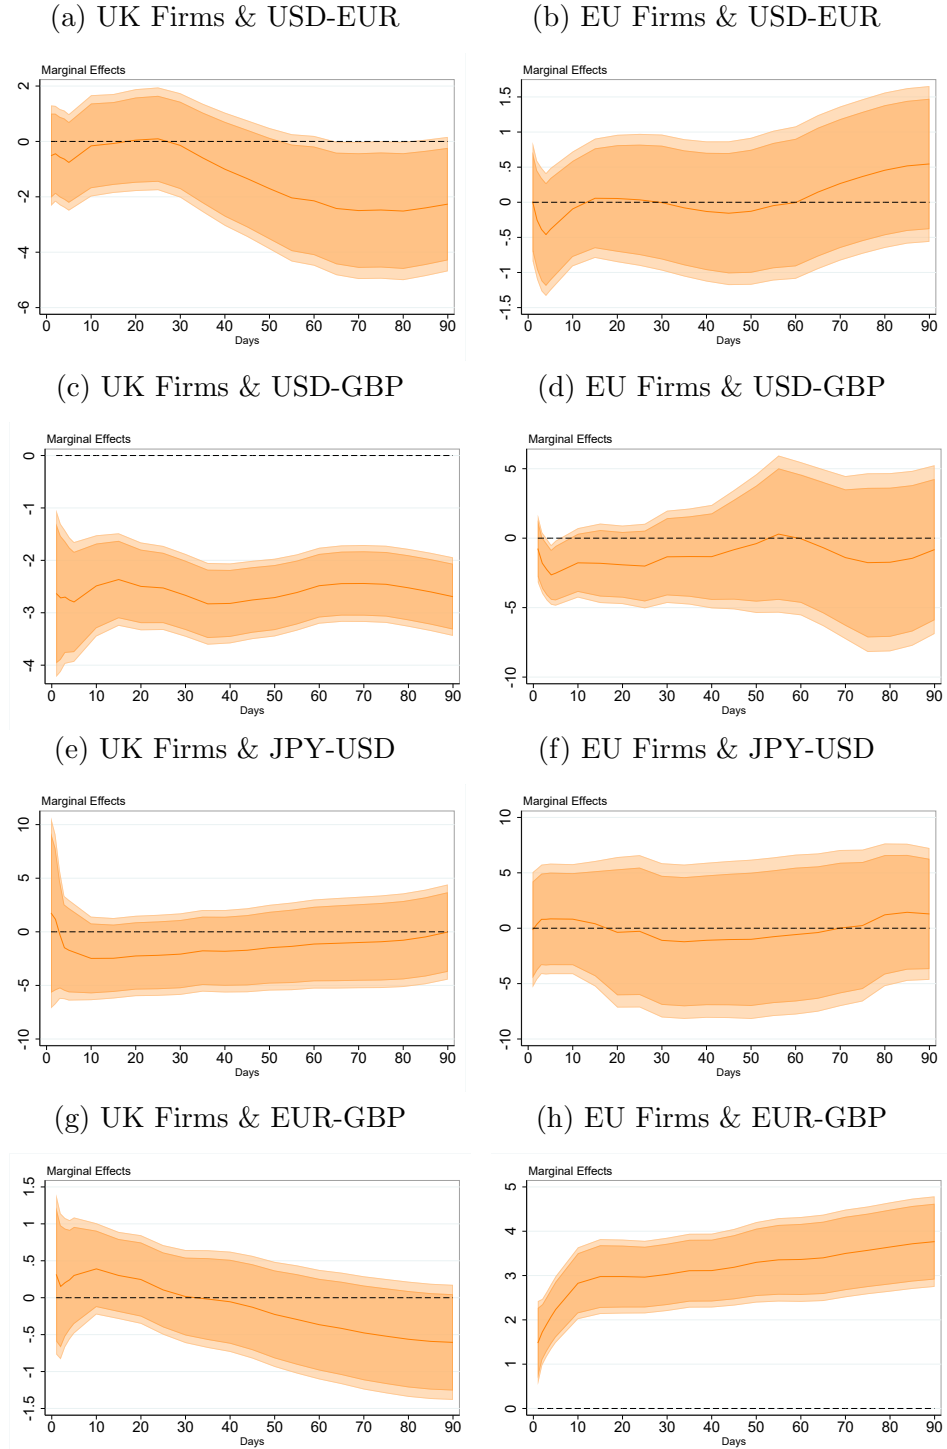 (a) UK Firms & USD-EUR
(b) EU Firms & USD-EUR
Marginal Effects
2
0
-2
-4
-6
0 10 20 30 40 50 60 70 80 90
Days
Marginal Effects
1.5
1
.5
0
-.5
-1
-1.5
0 10 20 30 40 50 60 70 80 90
Days
(c) UK Firms & USD-GBP
(d) EU Firms & USD-GBP
Marginal Effects
0
-1
-2
-3
-4
0 10 20 30 40 50 60 70 80 90
Days
Marginal Effects
5
0
-5
-10
0 10 20 30 40 50 60 70 80 90
Days
(e) UK Firms & JPY-USD
(f) EU Firms & JPY-USD
Marginal Effects
10
5
0
-5
-10
0 10 20 30 40 50 60 70 80 90
Days
Marginal Effects
10
5
0
-5
-10
0 10 20 30 40 50 60 70 80 90
Days
(g) UK Firms & EUR-GBP
(h) EU Firms & EUR-GBP
Marginal Effects
1.5
1
.5
0
-.5
-1
-1.5
0 10 20 30 40 50 60 70 80 90
Days
Marginal Effects
5
4
3
2
1
0
0 10 20 30 40 50 60 70 80 90
Days